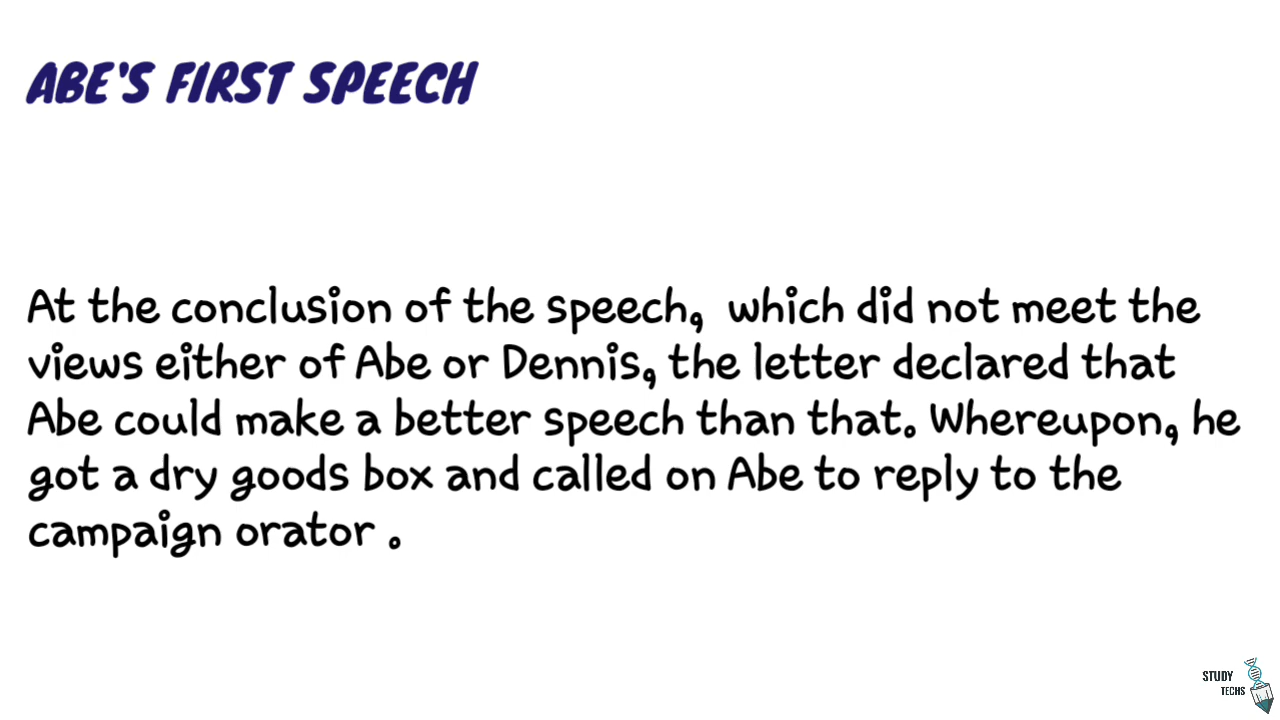 ABE'S FIRST SPEECH
At the conclusion of the speech, which did not meet the
views either of Abe or Dennis, the letter declared that
Abe could make a better speech than that. Whereupon, he
got a dry goods box and called on Abe to reply to the
campaign orator .
STUDY
TECHS